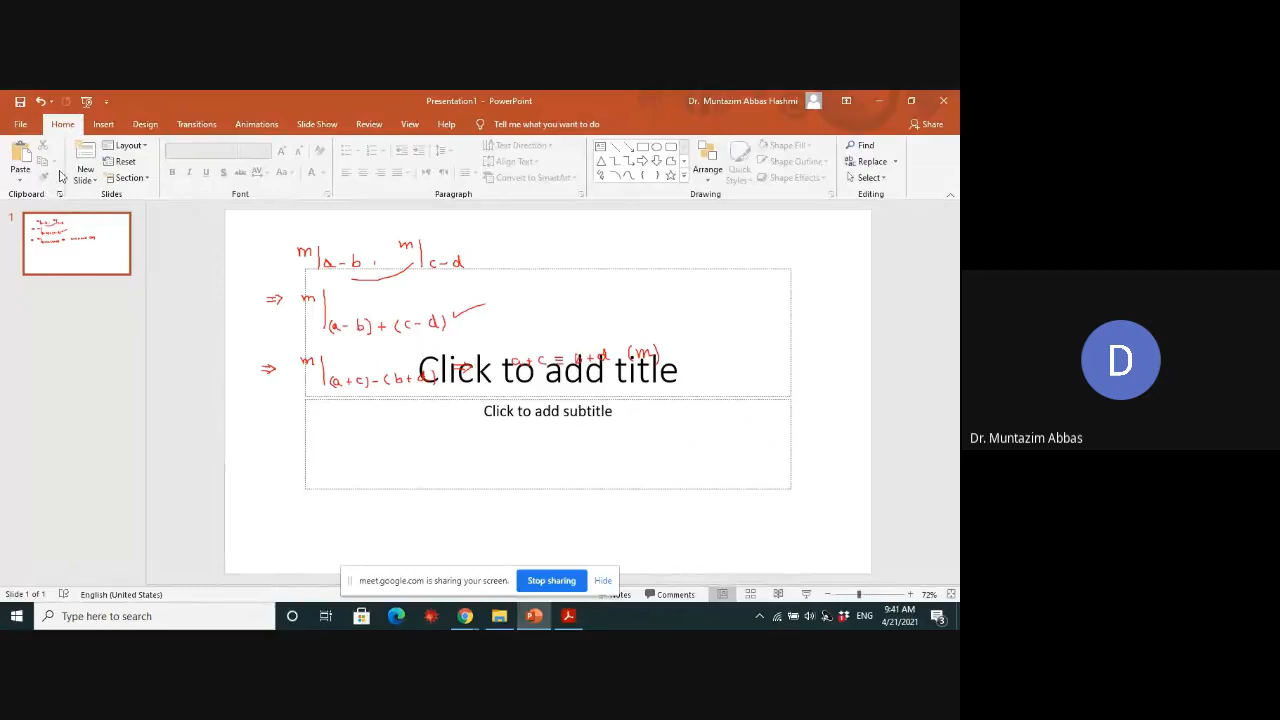 Presentation1 - PowerPoint
Dr. Muntazim Abbas Hashmi
File Home Insert Design Transitions Animations Slide Show Review View Help Tell me what you want to do Share
Paste
Clipboard
New Slide
Layout
Reset
Section
Slides
Font
Text Direction
Align Text
Convert to SmartArt
Paragraph
Arrange
Quick Styles
Shape Fill
Shape Outline
Shape Effects
Drawing
Find
Replace
Select
Editing
1
m | a - b , m | c - d
⇒ m | (a - b) + (c - d) ✓
⇒ m | (a + c) - (b + d) ⇒ a + c ≡ b + d (m)
Click to add title
Click to add subtitle
meet.google.com is sharing your screen. Stop sharing Hide
Slide 1 of 1 English (United States) Notes Comments 72%
Type here to search
ENG
9:41 AM
4/21/2021
3
D
Dr. Muntazim Abbas